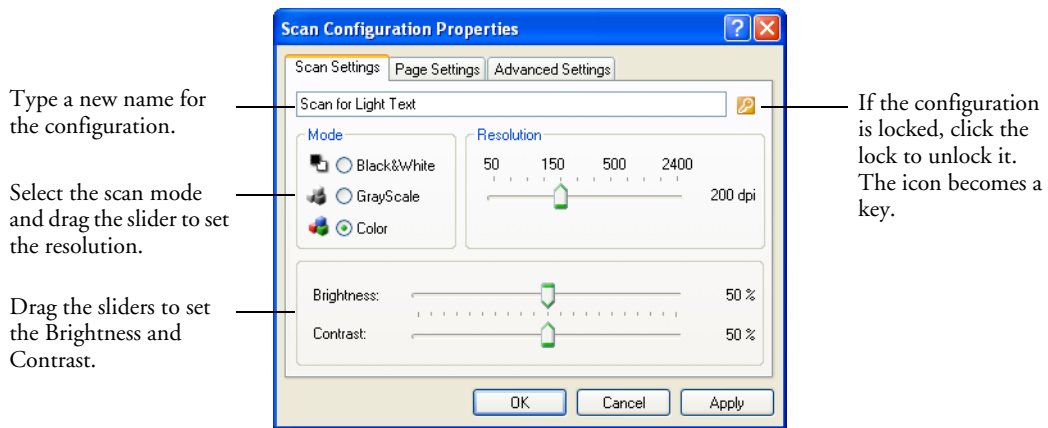 Scan Configuration Properties
Scan Settings Page Settings Advanced Settings
Type a new name for
the configuration.
Scan for Light Text
If the configuration
is locked, click the
lock to unlock it.
The icon becomes a
key.
Mode
Black&White
GrayScale
Color
Resolution
50 150 500 2400
200 dpi
Select the scan mode
and drag the slider to set
the resolution.
Brightness: 50 %
Contrast: 50 %
Drag the sliders to set
the Brightness and
Contrast.
OK Cancel Apply